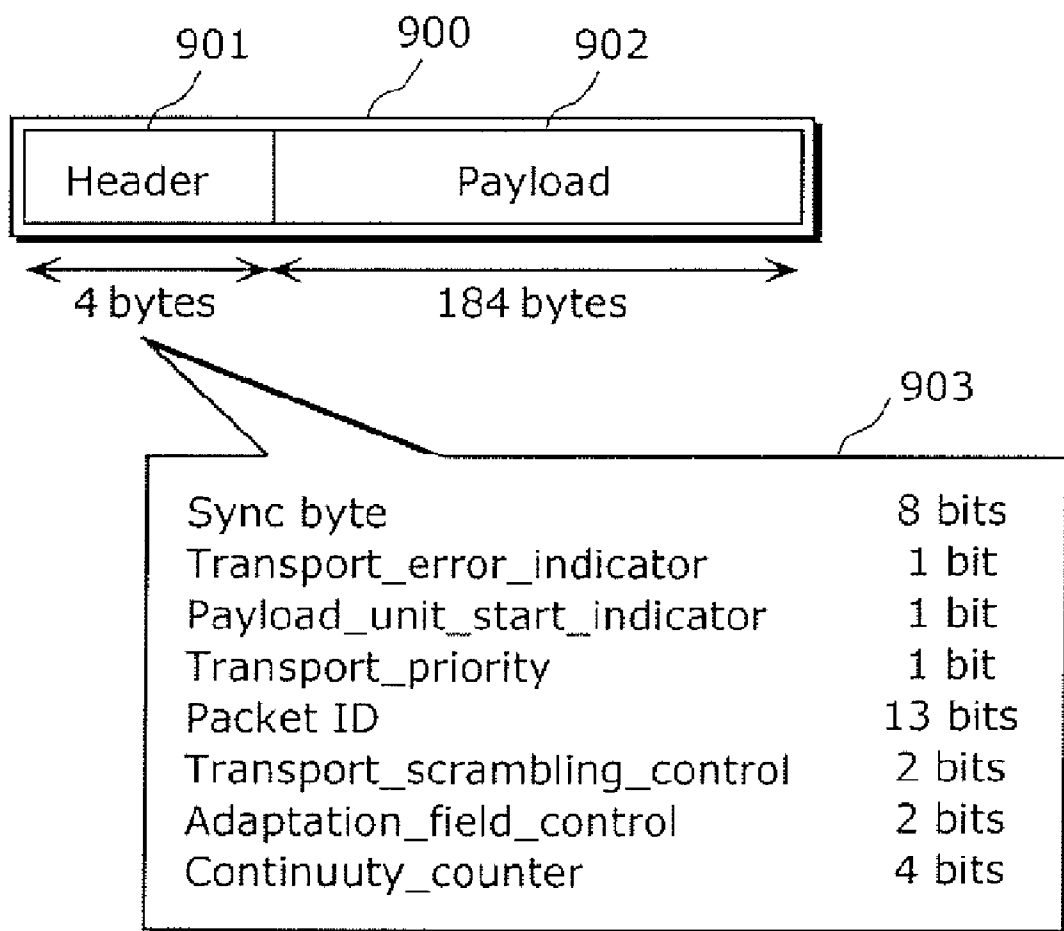 901 900 902
Header Payload
4 bytes 184 bytes
903
Sync byte 8 bits
Transport_error_indicator 1 bit
Payload_unit_start_indicator 1 bit
Transport_priority 1 bit
Packet ID 13 bits
Transport_scrambling_control 2 bits
Adaptation_field_control 2 bits
Continuuty_counter 4 bits